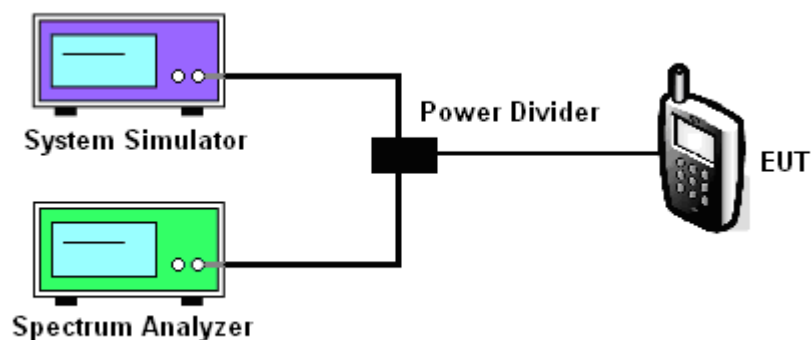 System Simulator
Power Divider
EUT
Spectrum Analyzer